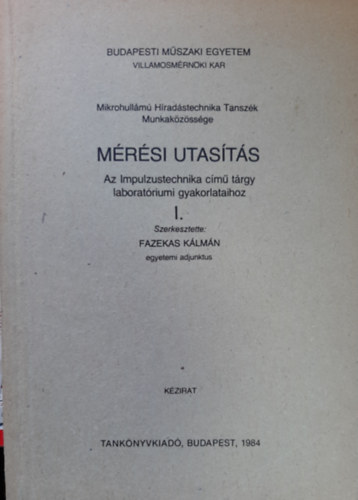 BUDAPESTI MŰSZAKI EGYETEM
VILLAMOSMÉRNÖKI KAR
Mikrohullámú Híradástechnika Tanszék
Munkaközössége
MÉRÉSI UTASÍTÁS
Az Impulzustechnika című tárgy
laboratóriumi gyakorlataihoz
I.
Szerkesztette:
FAZEKAS KÁLMÁN
egyetemi adjunktus
KÉZIRAT
TANKÖNYVKIADÓ, BUDAPEST, 1984